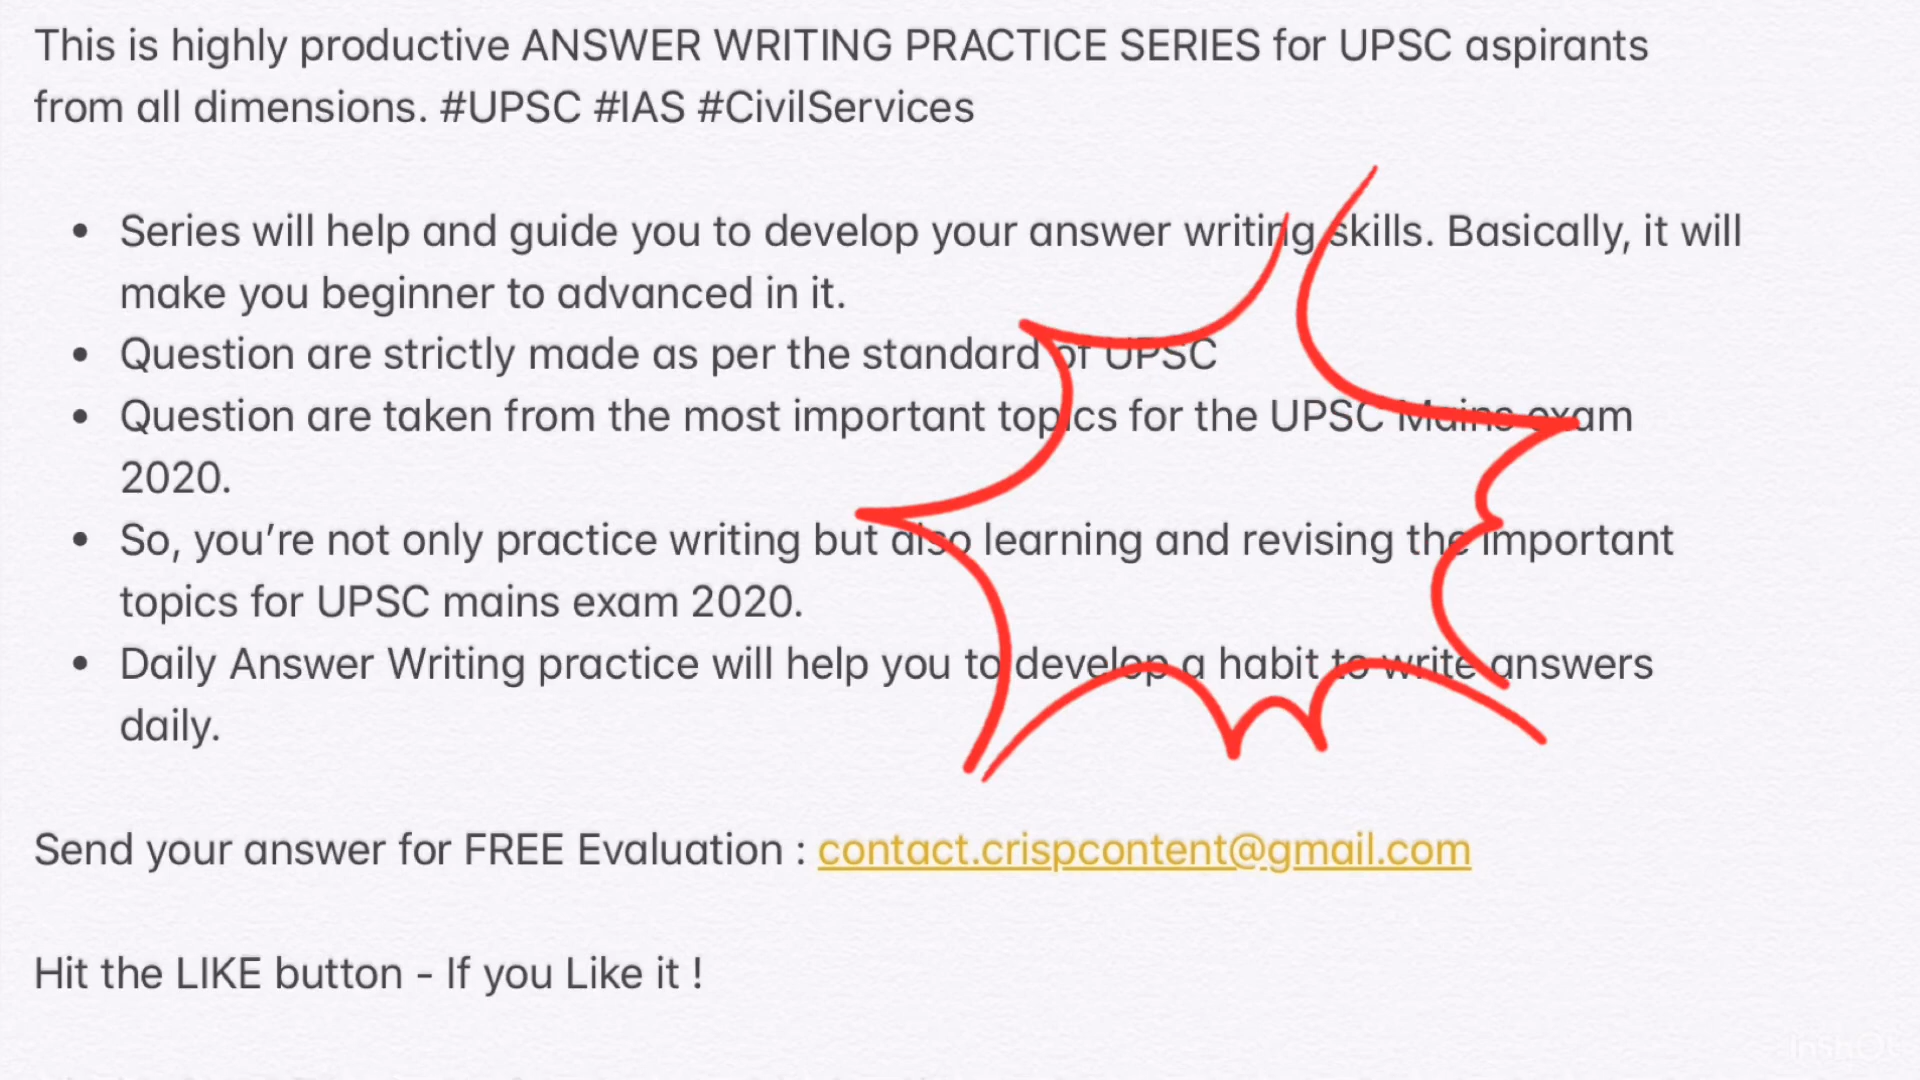 This is highly productive ANSWER WRITING PRACTICE SERIES for UPSC aspirants
from all dimensions. #UPSC #IAS #CivilServices
• Series will help and guide you to develop your answer writing skills. Basically, it will
make you beginner to advanced in it.
• Question are strictly made as per the standard of UPSC
• Question are taken from the most important topics for the UPSC Mains exam
2020.
• So, you’re not only practice writing but also learning and revising the important
topics for UPSC mains exam 2020.
• Daily Answer Writing practice will help you to develop a habit to write answers
daily.
Send your answer for FREE Evaluation : contact.crispcontent@gmail.com
Hit the LIKE button - If you Like it !
InShOt